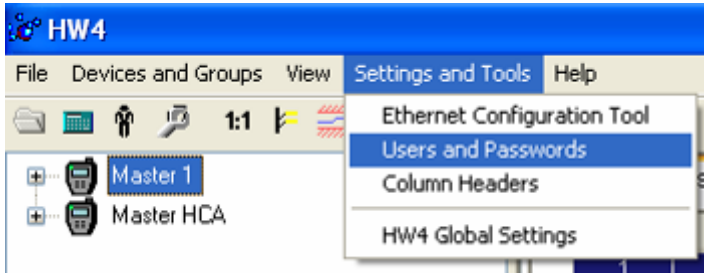 HW4
File Devices and Groups View Settings and Tools Help
1:1
Ethernet Configuration Tool
Users and Passwords
Column Headers
HW4 Global Settings
Master 1
Master HCA
1